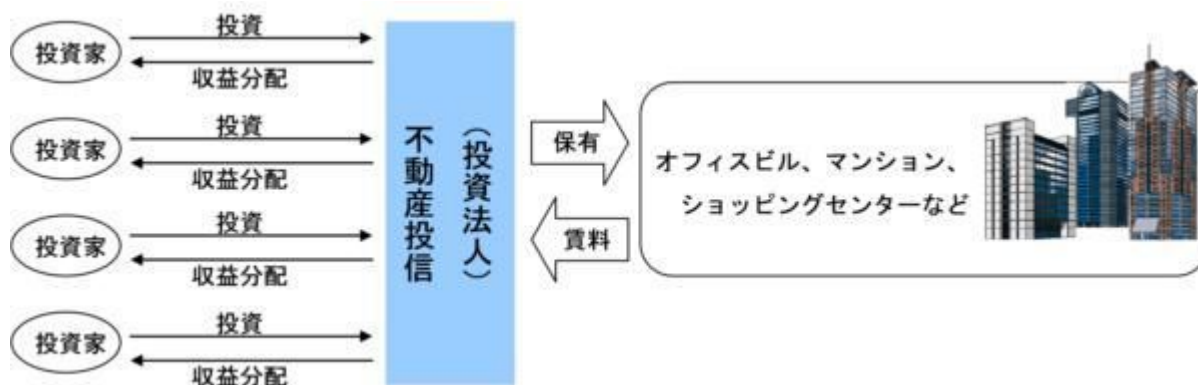 投資家
投資
収益分配
投資家
投資
収益分配
投資家
投資
収益分配
投資家
投資
収益分配
不動産投信
（投資法人）
保有
賃料
オフィスビル、マンション、
ショッピングセンターなど